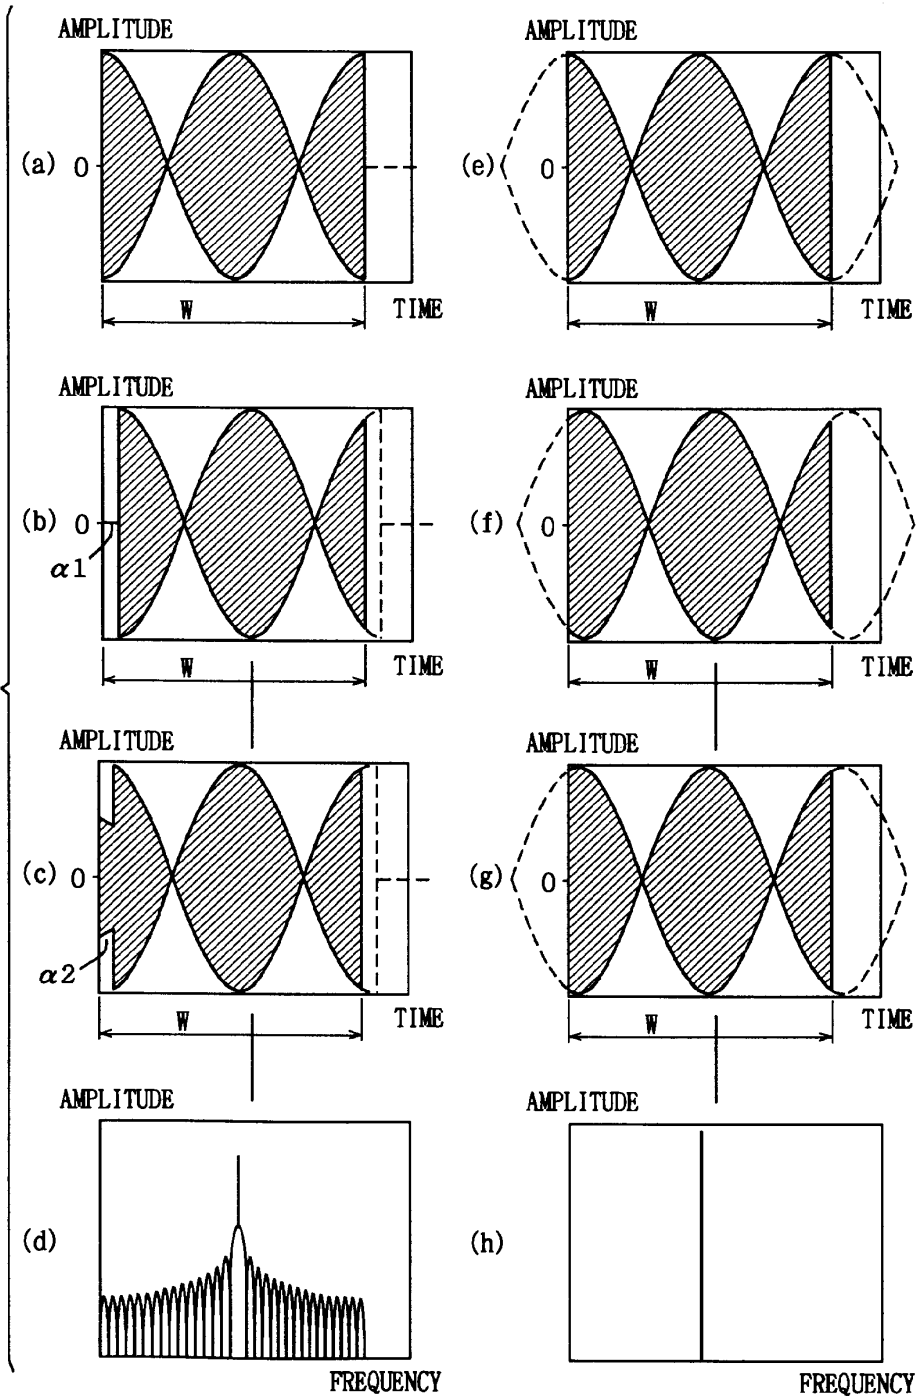 AMPLITUDE
(a) 0
W TIME
AMPLITUDE
(b) 0
α1
W TIME
AMPLITUDE
(c) 0
α2
W TIME
AMPLITUDE
(d)
FREQUENCY
AMPLITUDE
(e) 0
W TIME
AMPLITUDE
(f) 0
W TIME
AMPLITUDE
(g) 0
W TIME
AMPLITUDE
(h)
FREQUENCY